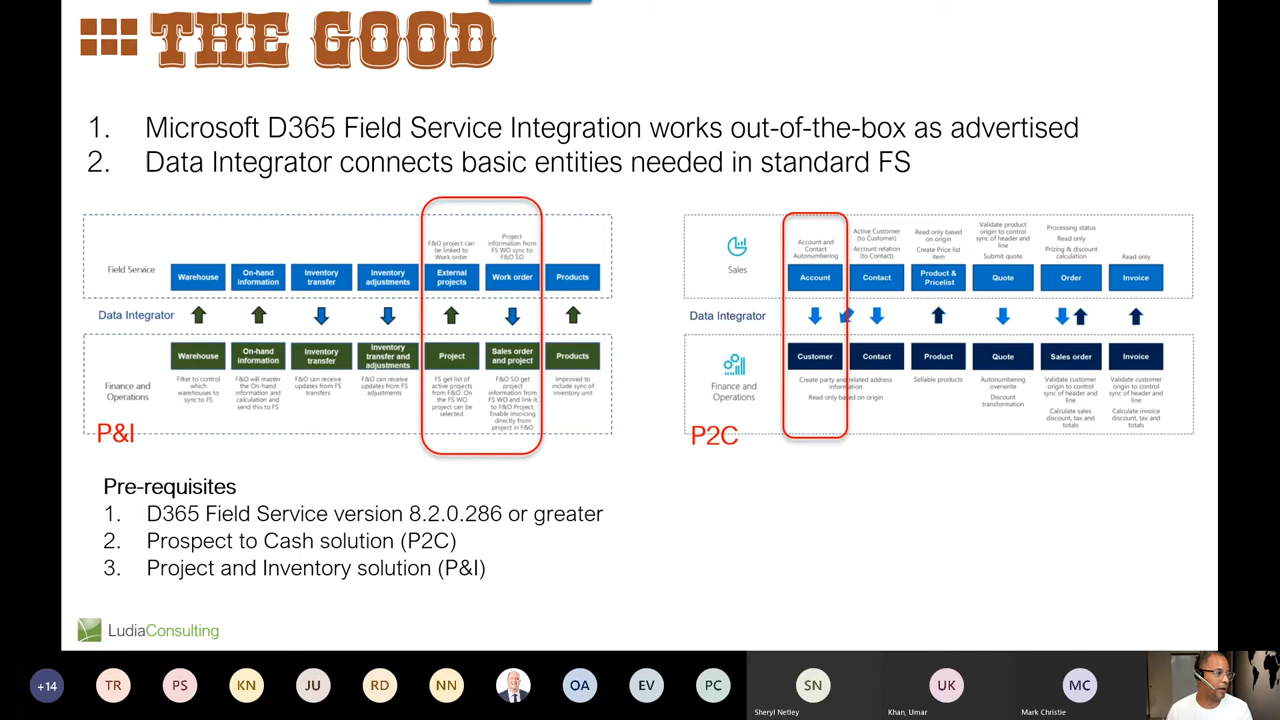 THE GOOD
1. Microsoft D365 Field Service Integration works out-of-the-box as advertised
2. Data Integrator connects basic entities needed in standard FS
F&O project can
be linked to
Work order
Project
information from
FS WO sync to
F&O SO
Field Service
Warehouse
On-hand
information
Inventory
transfer
Inventory
adjustments
External
projects
Work order
Products
Data Integrator
Warehouse
On-hand
information
Inventory
transfer
Inventory
transfer and
adjustments
Project
Sales order
and project
Products
Finance and
Operations
Filter to control
which
warehouses to
sync to FS
F&O will master
the On-hand
information and
calculation and
send this to FS
F&O can receive
updates from FS
transfers
F&O can receive
updates from FS
adjustments
FS get list of
active projects
from F&O. On
the FS WO
project can be
selected.
F&O SO get
project
information from
FS WO and link it
to F&O Project.
Enable invoicing
directly from
project in F&O
Improved to
include sync of
inventory unit
P&I
Sales
Account and
Contact
Autonumbering
Active Customer
(to Customer)
Account relation
(to Contact)
Read only based
on origin
Create Price list
item
Validate product
origin to control
sync of header and
line
Submit quote
Processing status
Read only
Prizing & discount
calculation
Read only
Account
Contact
Product &
Pricelist
Quote
Order
Invoice
Data Integrator
Customer
Contact
Product
Quote
Sales order
Invoice
Finance and
Operations
Create party and related address
information
Read only based on origin
Sellable products
Autonumbering
overwrite
Discount
transformation
Validate customer
origin to control
sync of header and
line
Calculate sales
discount, tax and
totals
Validate customer
origin to control
sync of header and
line
Calculate invoice
discount, tax and
totals
P2C
Pre-requisites
1. D365 Field Service version 8.2.0.286 or greater
2. Prospect to Cash solution (P2C)
3. Project and Inventory solution (P&I)
LudiaConsulting
+14
TR
PS
KN
JU
RD
NN
OA
EV
PC
SN
UK
MC
Sheryl Netley
Khan, Umar
Mark Christie